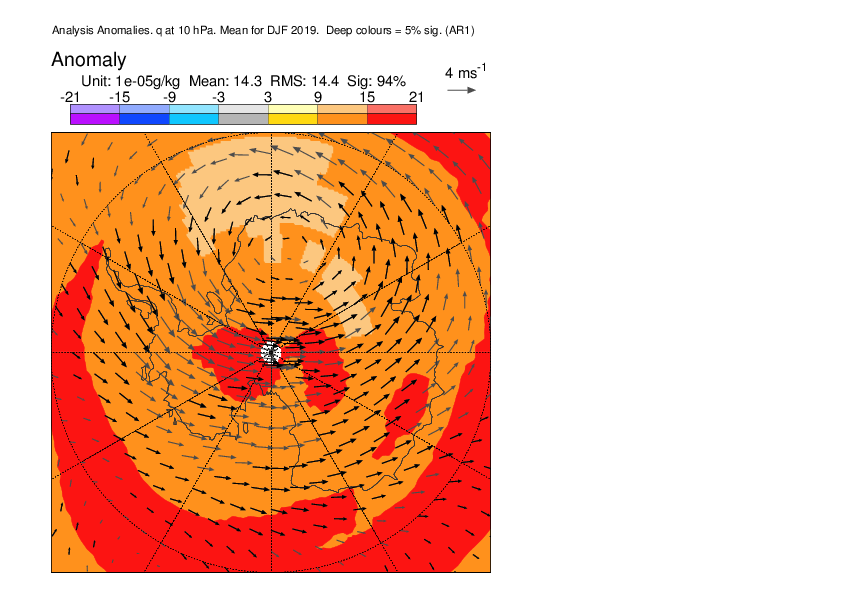 Analysis Anomalies. q at 10 hPa. Mean for DJF 2019. Deep colours = 5% sig. (AR1)
Anomaly
4 ms-1
Unit: 1e-05g/kg Mean: 14.3 RMS: 14.4 Sig: 94%
-21 -15 -9 -3 3 9 15 21